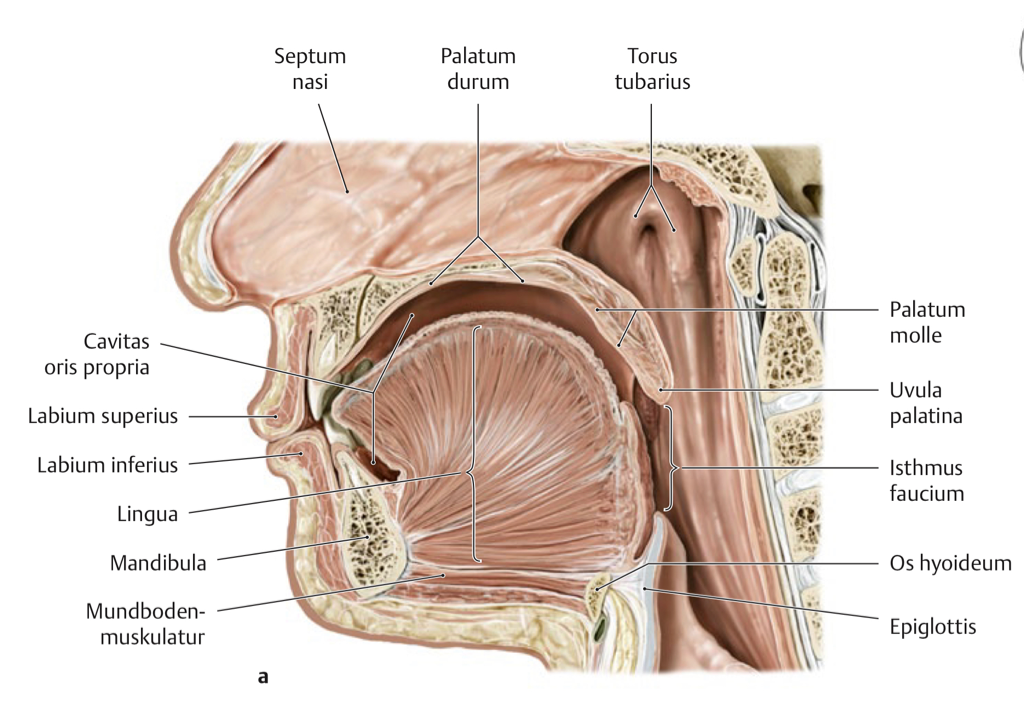 Septum
nasi
Palatum
durum
Torus
tubarius
Cavitas
oris propria
Labium superius
Labium inferius
Lingua
Mandibula
Mundboden-
muskulatur
Palatum
molle
Uvula
palatina
Isthmus
faucium
Os hyoideum
Epiglottis
a